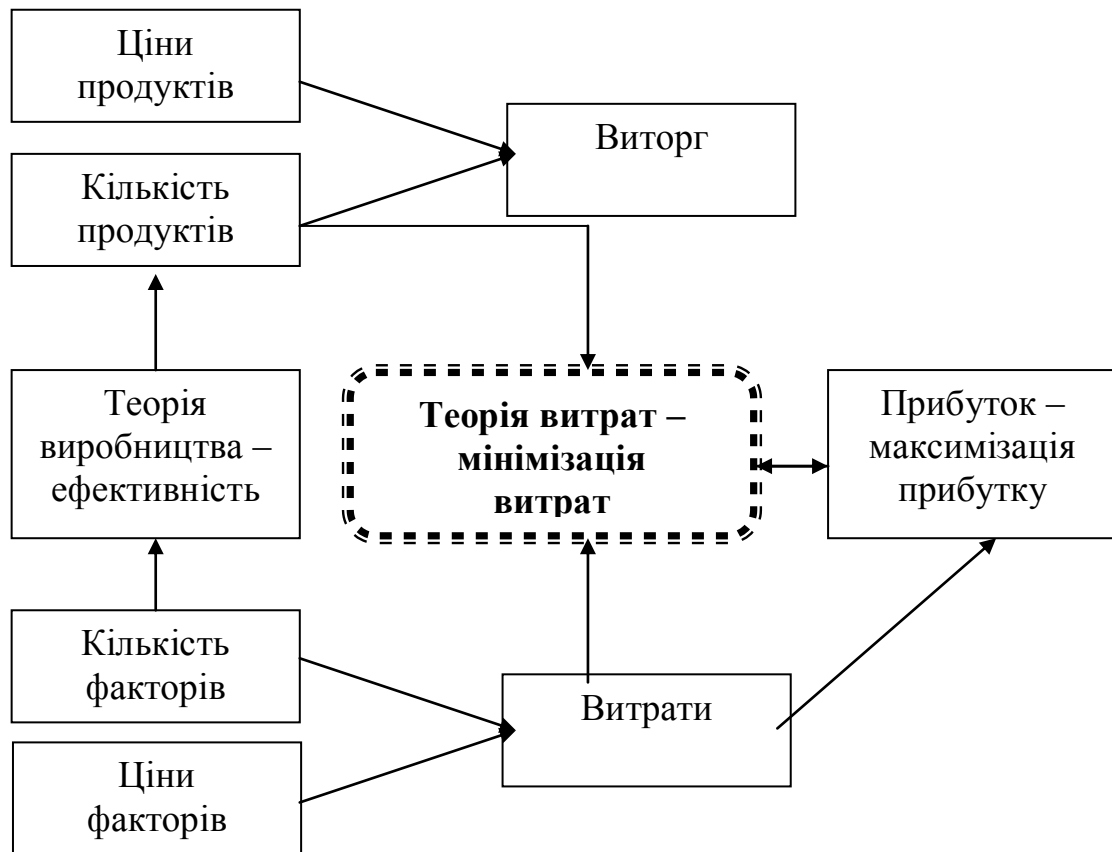 Ціни
продуктів
Виторг
Кількість
продуктів
Теорія
виробництва –
ефективність
Теорія витрат –
мінімізація
витрат
Прибуток –
максимізація
прибутку
Кількість
факторів
Витрати
Ціни
факторів